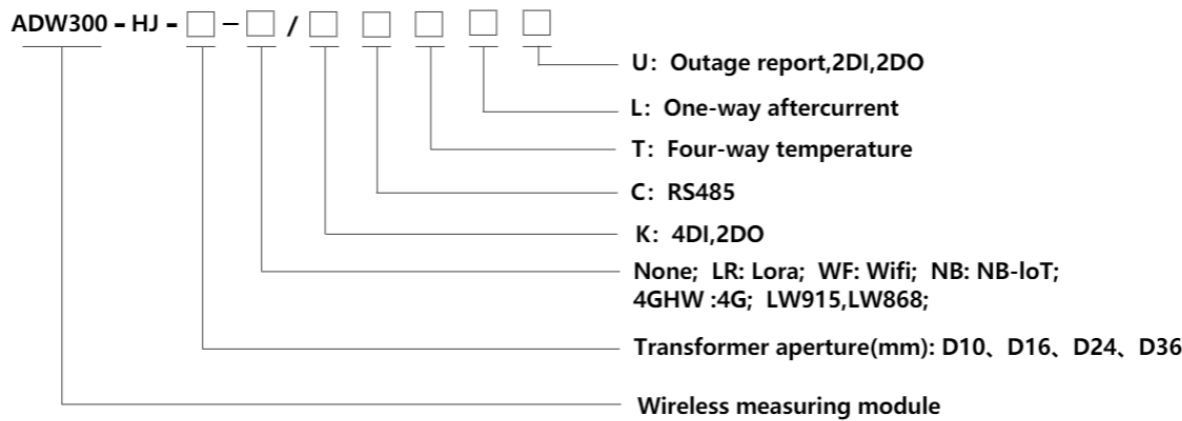 ADW300 - HJ - □ - □ / □ □ □ □ □
U: Outage report,2DI,2DO
L: One-way aftercurrent
T: Four-way temperature
C: RS485
K: 4DI,2DO
None; LR: Lora; WF: Wifi; NB: NB-loT;
4GHW :4G; LW915,LW868;
Transformer aperture(mm): D10、D16、D24、D36
Wireless measuring module